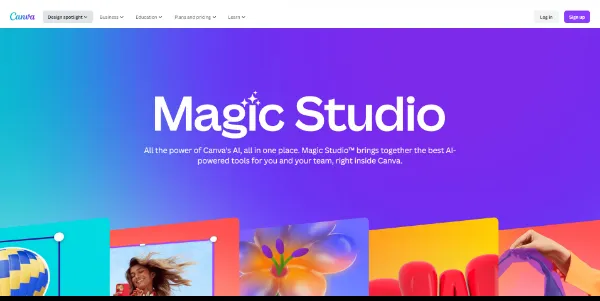 Canva
Design spotlight
Business
Education
Plans and pricing
Learn
Log in
Sign up
Magic Studio
All the power of Canva's AI, all in one place. Magic Studio™ brings together the best AI-
powered tools for you and your team, right inside Canva.